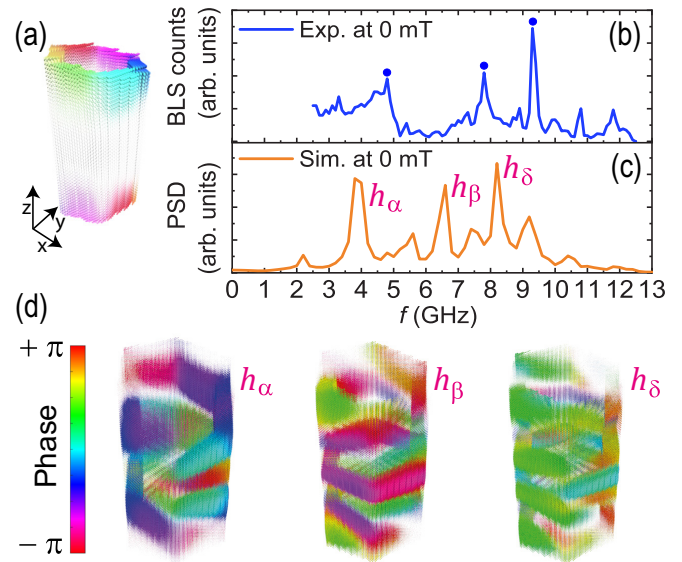 (a)
z
y
x
BLS counts
(arb. units)
Exp. at 0 mT
(b)
PSD
(arb. units)
Sim. at 0 mT
(c)
hα
hβ
hδ
0 1 2 3 4 5 6 7 8 9 10 11 12 13
f (GHz)
(d)
+ π
Phase
− π
hα
hβ
hδ